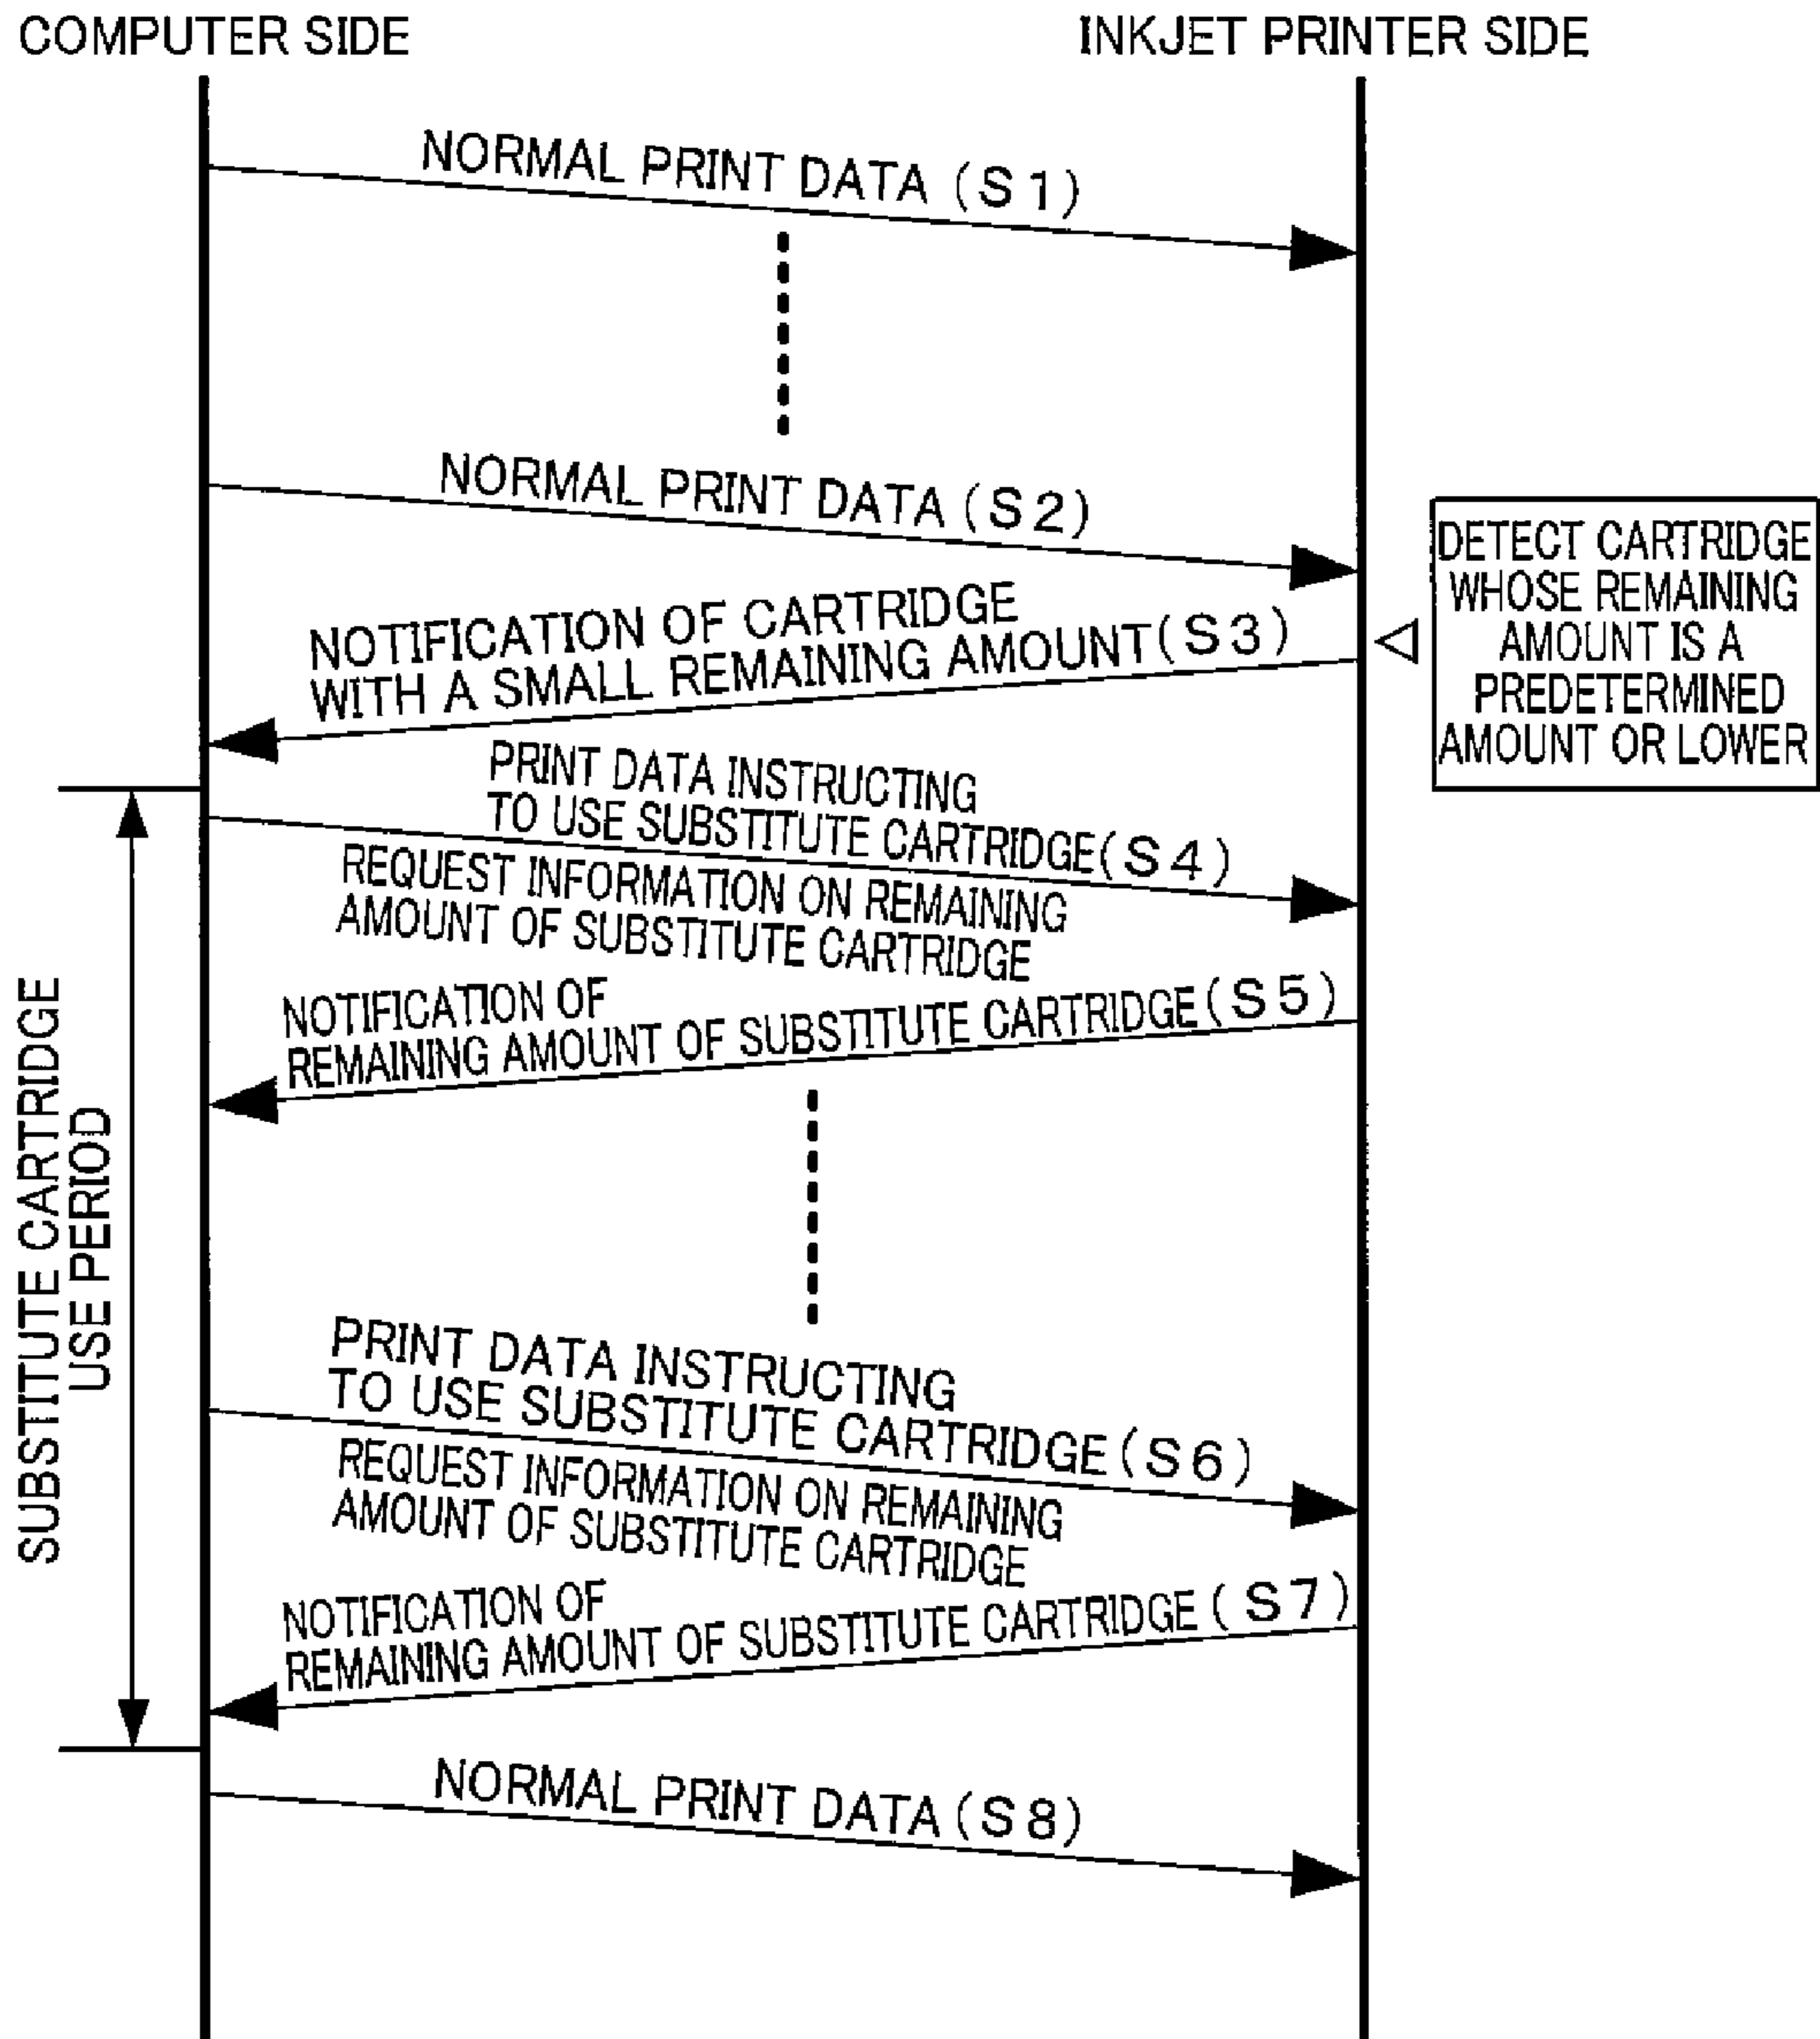 COMPUTER SIDE
INKJET PRINTER SIDE
NORMAL PRINT DATA (S1)
NORMAL PRINT DATA (S2)
DETECT CARTRIDGE
WHOSE REMAINING
AMOUNT IS A
PREDETERMINED
AMOUNT OR LOWER
NOTIFICATION OF CARTRIDGE
WITH A SMALL REMAINING AMOUNT(S3)
PRINT DATA INSTRUCTING
TO USE SUBSTITUTE CARTRIDGE(S4)
REQUEST INFORMATION ON REMAINING
AMOUNT OF SUBSTITUTE CARTRIDGE
NOTIFICATION OF
REMAINING AMOUNT OF SUBSTITUTE CARTRIDGE(S5)
SUBSTITUTE CARTRIDGE
USE PERIOD
PRINT DATA INSTRUCTING
TO USE SUBSTITUTE CARTRIDGE(S6)
REQUEST INFORMATION ON REMAINING
AMOUNT OF SUBSTITUTE CARTRIDGE
NOTIFICATION OF
REMAINING AMOUNT OF SUBSTITUTE CARTRIDGE (S7)
NORMAL PRINT DATA(S8)